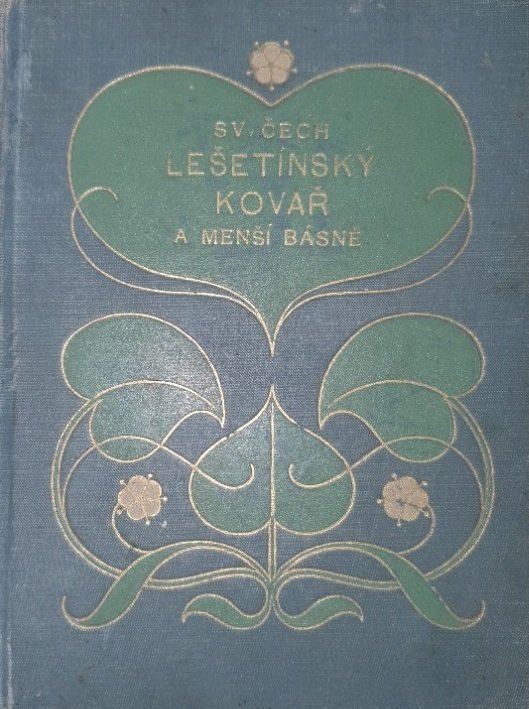 SV. ČECH
LEŠETÍNSKY
KOVAŘ
A MENŠÍ BÁSNĚ